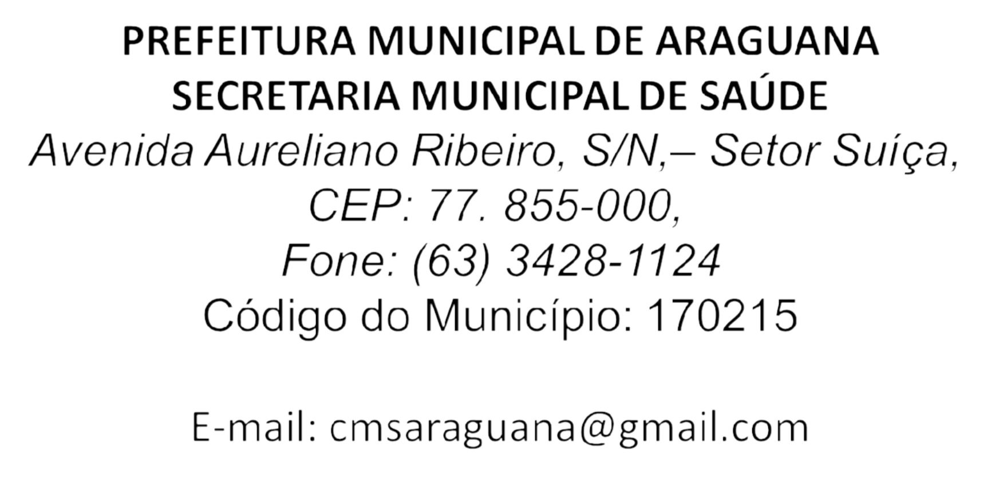 PREFEITURA MUNICIPAL DE ARAGUANA
SECRETARIA MUNICIPAL DE SAÚDE
Avenida Aureliano Ribeiro, S/N,– Setor Suíça,
CEP: 77. 855-000,
Fone: (63) 3428-1124
Código do Município: 170215
E-mail: cmsaraguana@gmail.com